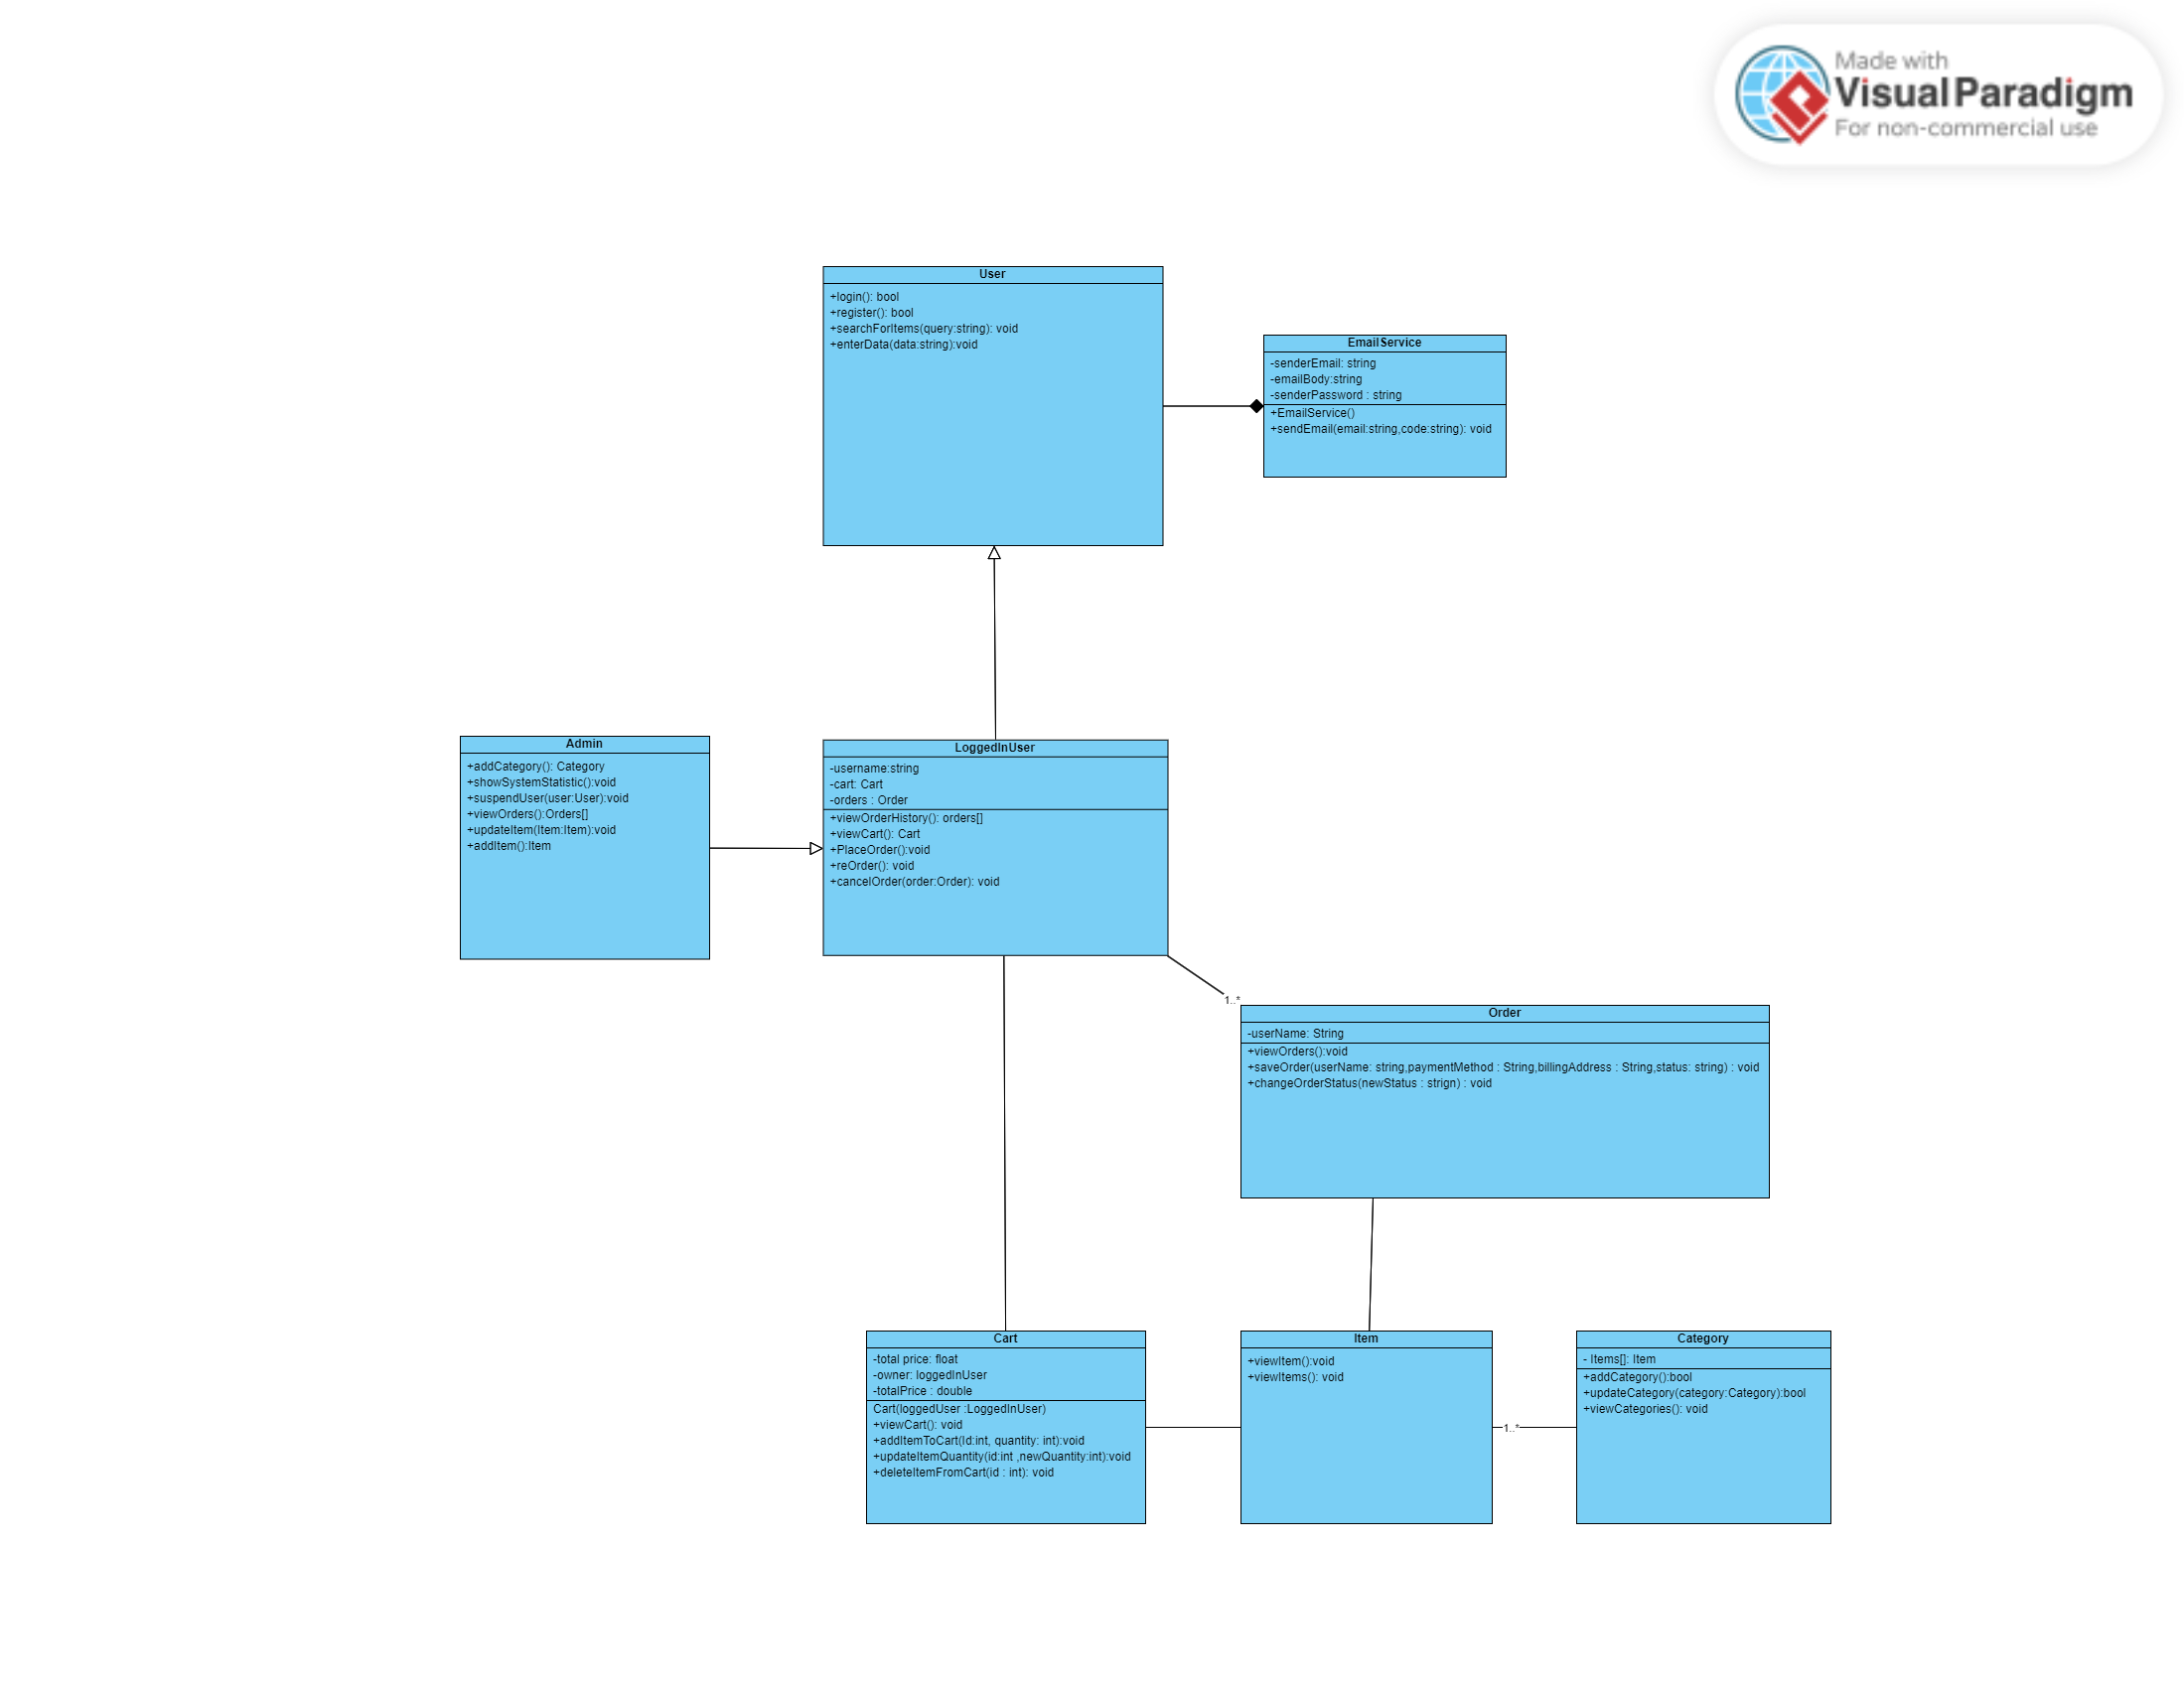 Made with
Visual Paradigm
For non-commercial use
User
+login(): bool
+register(): bool
+searchForItems(query:string): void
+enterData(data:string):void
EmailService
-senderEmail: string
-emailBody:string
-senderPassword : string
+EmailService()
+sendEmail(email:string,code:string): void
Admin
+addCategory(): Category
+showSystemStatistic():void
+suspendUser(user:User):void
+viewOrders():Orders[]
+updateItem(Item:Item):void
+addItem():Item
LoggedInUser
-username:string
-cart: Cart
-orders : Order
+viewOrderHistory(): orders[]
+viewCart(): Cart
+PlaceOrder():void
+reOrder(): void
+cancelOrder(order:Order): void
1..*
Order
-userName: String
+viewOrders():void
+saveOrder(userName: string,paymentMethod : String,billingAddress : String,status: string) : void
+changeOrderStatus(newStatus : strign) : void
Cart
-total price: float
-owner: loggedInUser
-totalPrice : double
Cart(loggedUser :LoggedInUser)
+viewCart(): void
+addItemToCart(Id:int, quantity: int):void
+updateItemQuantity(id:int ,newQuantity:int):void
+deleteItemFromCart(id : int): void
Item
+viewItem():void
+viewItems(): void
1..*
Category
- Items[]: Item
+addCategory():bool
+updateCategory(category:Category):bool
+viewCategories(): void